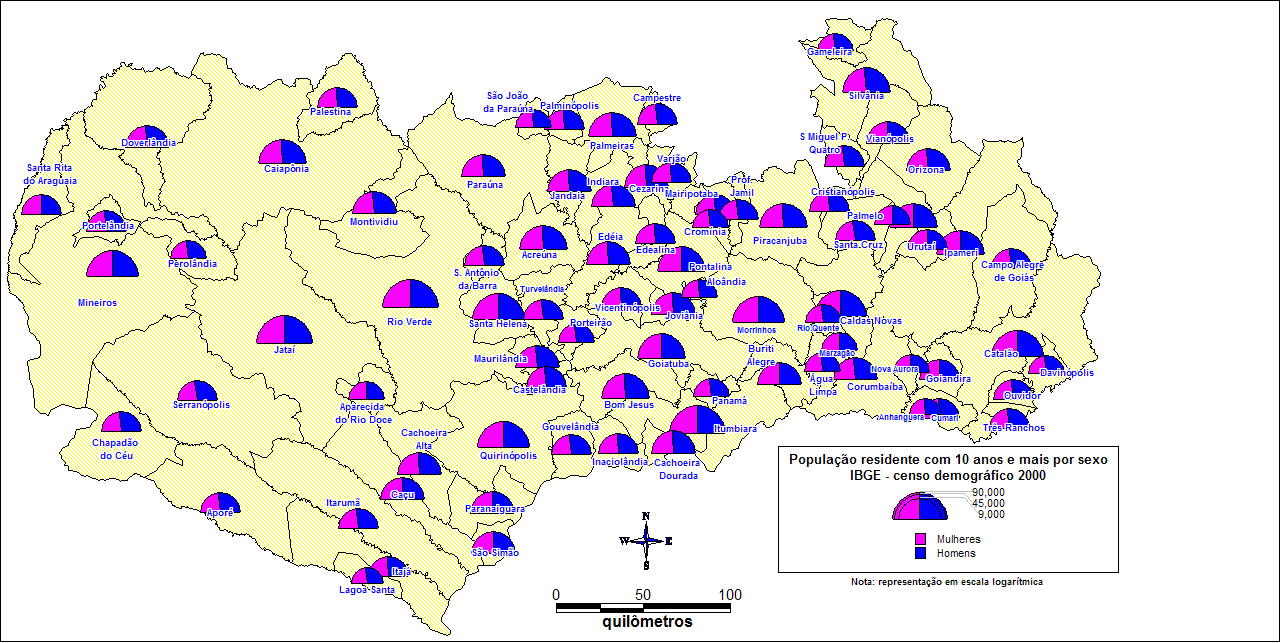 Gameleira
Silvânia
São João
da Paraúna
Palminópolis
Campestre
Palestina
Palmeiras
Vianópolis
S Miguel P.
Quatro
Doverlândia
Caiapônia
Varjão
Orizona
Santa Rita
do Araguaia
Paraúna
Jandaia
Indiara
Cezarin
Mairipotaba
Prof.
Jamil
Cristianópolis
Palmelo
Portelândia
Montividiu
Cromínia
Piracanjuba
Santa Cruz
Urutaí
Ipameri
Perolândia
Acreúna
Edéia
Edealina
Pontalina
Campo Alegre
de Goiás
S. Antônio
da Barra
Turvelândia
Aloândia
Mineiros
Rio Verde
Santa Helena
Vicentinópolis
Joviânia
Porteirão
Morrinhos
Rio Quente
Caldas Novas
Jataí
Maurilândia
Goiatuba
Buriti
Alegre
Marzagão
Catalão
Castelândia
Água
Limpa
Corumbaíba
Nova Aurora
Goiandira
Davinópolis
Serranópolis
Aparecida
do Rio Doce
Bom Jesus
Panamá
Ouvidor
Anhanguera
Cumari
Três-Ranchos
Chapadão
do Céu
Cachoeira
Alta
Quirinópolis
Gouvelândia
Inaciolândia
Cachoeira
Dourada
Itumbiara
Caçu
Aporé
Itarumã
Paranaiguara
São Simão
Itajá
Lagoa Santa
População residente com 10 anos e mais por sexo
IBGE - censo demográfico 2000
90,000
45,000
9,000
Mulheres
Homens
Nota: representação em escala logarítmica
N
W E
S
0 50 100
quilômetros